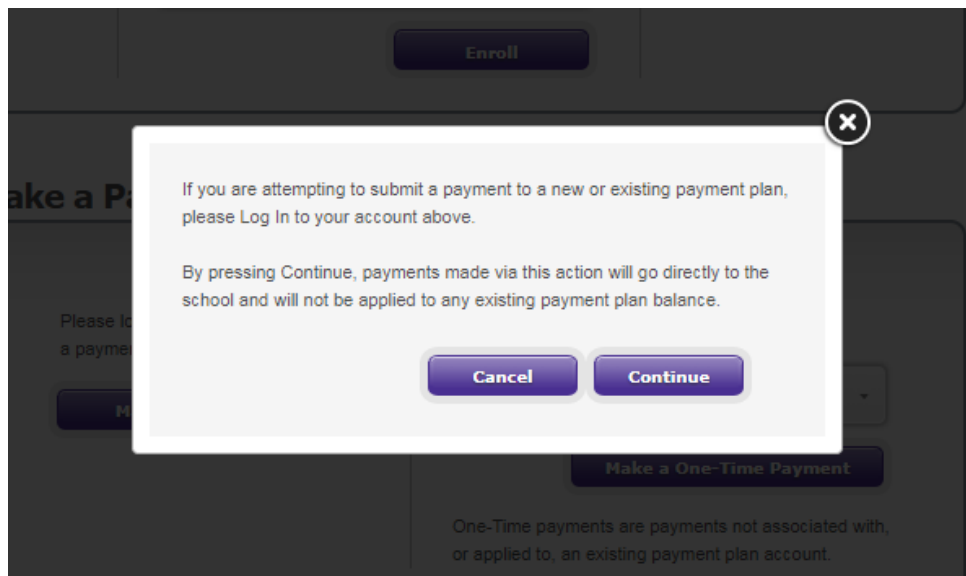 Enroll
ake a Pa
If you are attempting to submit a payment to a new or existing payment plan,
please Log In to your account above.
By pressing Continue, payments made via this action will go directly to the
school and will not be applied to any existing payment plan balance.
Please lo
a paymen
Cancel
Continue
M
Make a One-Time Payment
One-Time payments are payments not associated with,
or applied to, an existing payment plan account.